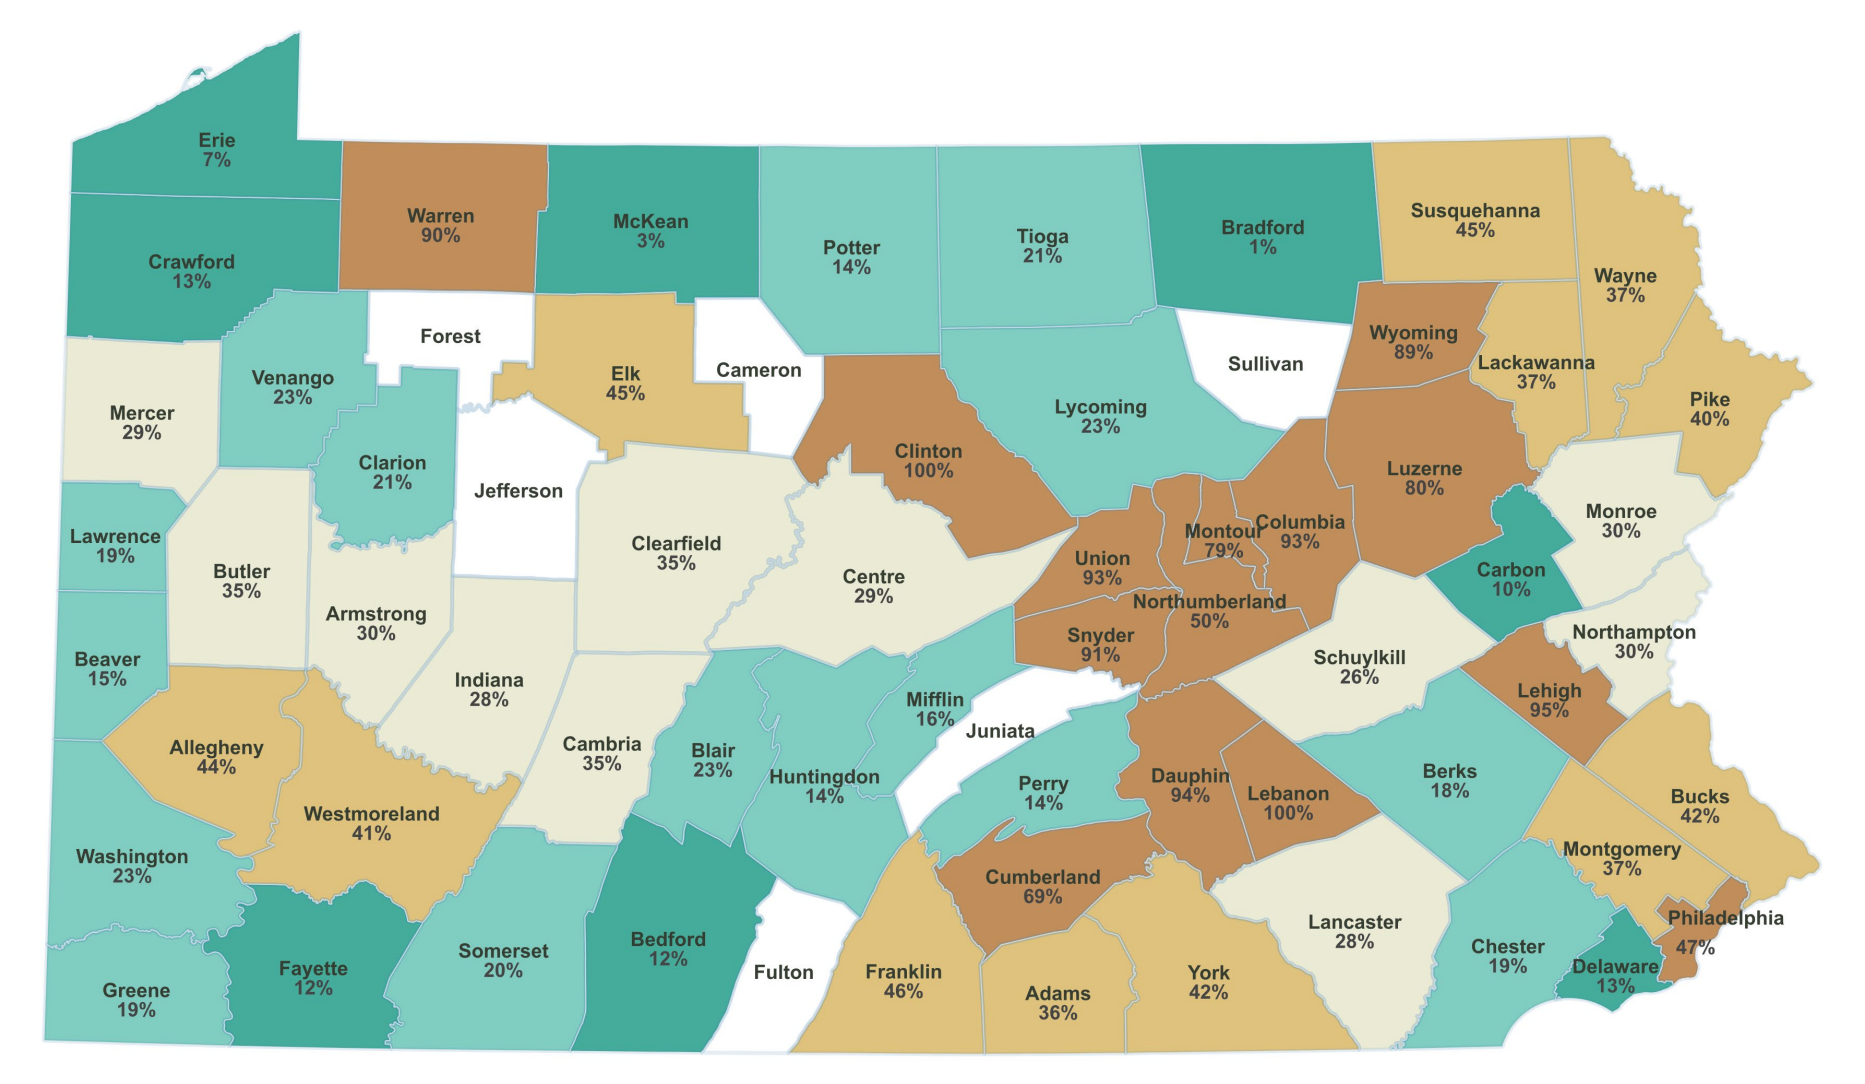 Erie
7%
Warren
90%
McKean
3%
Potter
14%
Tioga
21%
Bradford
1%
Susquehanna
45%
Wayne
37%
Crawford
13%
Forest
Elk
45%
Cameron
Sullivan
Wyoming
89%
Lackawanna
37%
Pike
40%
Mercer
29%
Venango
23%
Clarion
21%
Jefferson
Clinton
100%
Lycoming
23%
Luzerne
80%
Monroe
30%
Lawrence
19%
Butler
35%
Armstrong
30%
Clearfield
35%
Centre
29%
Union
93%
Montour
79%
Columbia
93%
Northumberland
50%
Snyder
91%
Carbon
10%
Northampton
30%
Beaver
15%
Indiana
28%
Schuylkill
26%
Lehigh
95%
Allegheny
44%
Westmoreland
41%
Cambria
35%
Blair
23%
Huntingdon
14%
Mifflin
16%
Juniata
Perry
14%
Dauphin
94%
Lebanon
100%
Berks
18%
Bucks
42%
Montgomery
37%
Washington
23%
Cumberland
69%
Lancaster
28%
Philadelphia
47%
Greene
19%
Fayette
12%
Somerset
20%
Bedford
12%
Fulton
Franklin
46%
Adams
36%
York
42%
Chester
19%
Delaware
13%